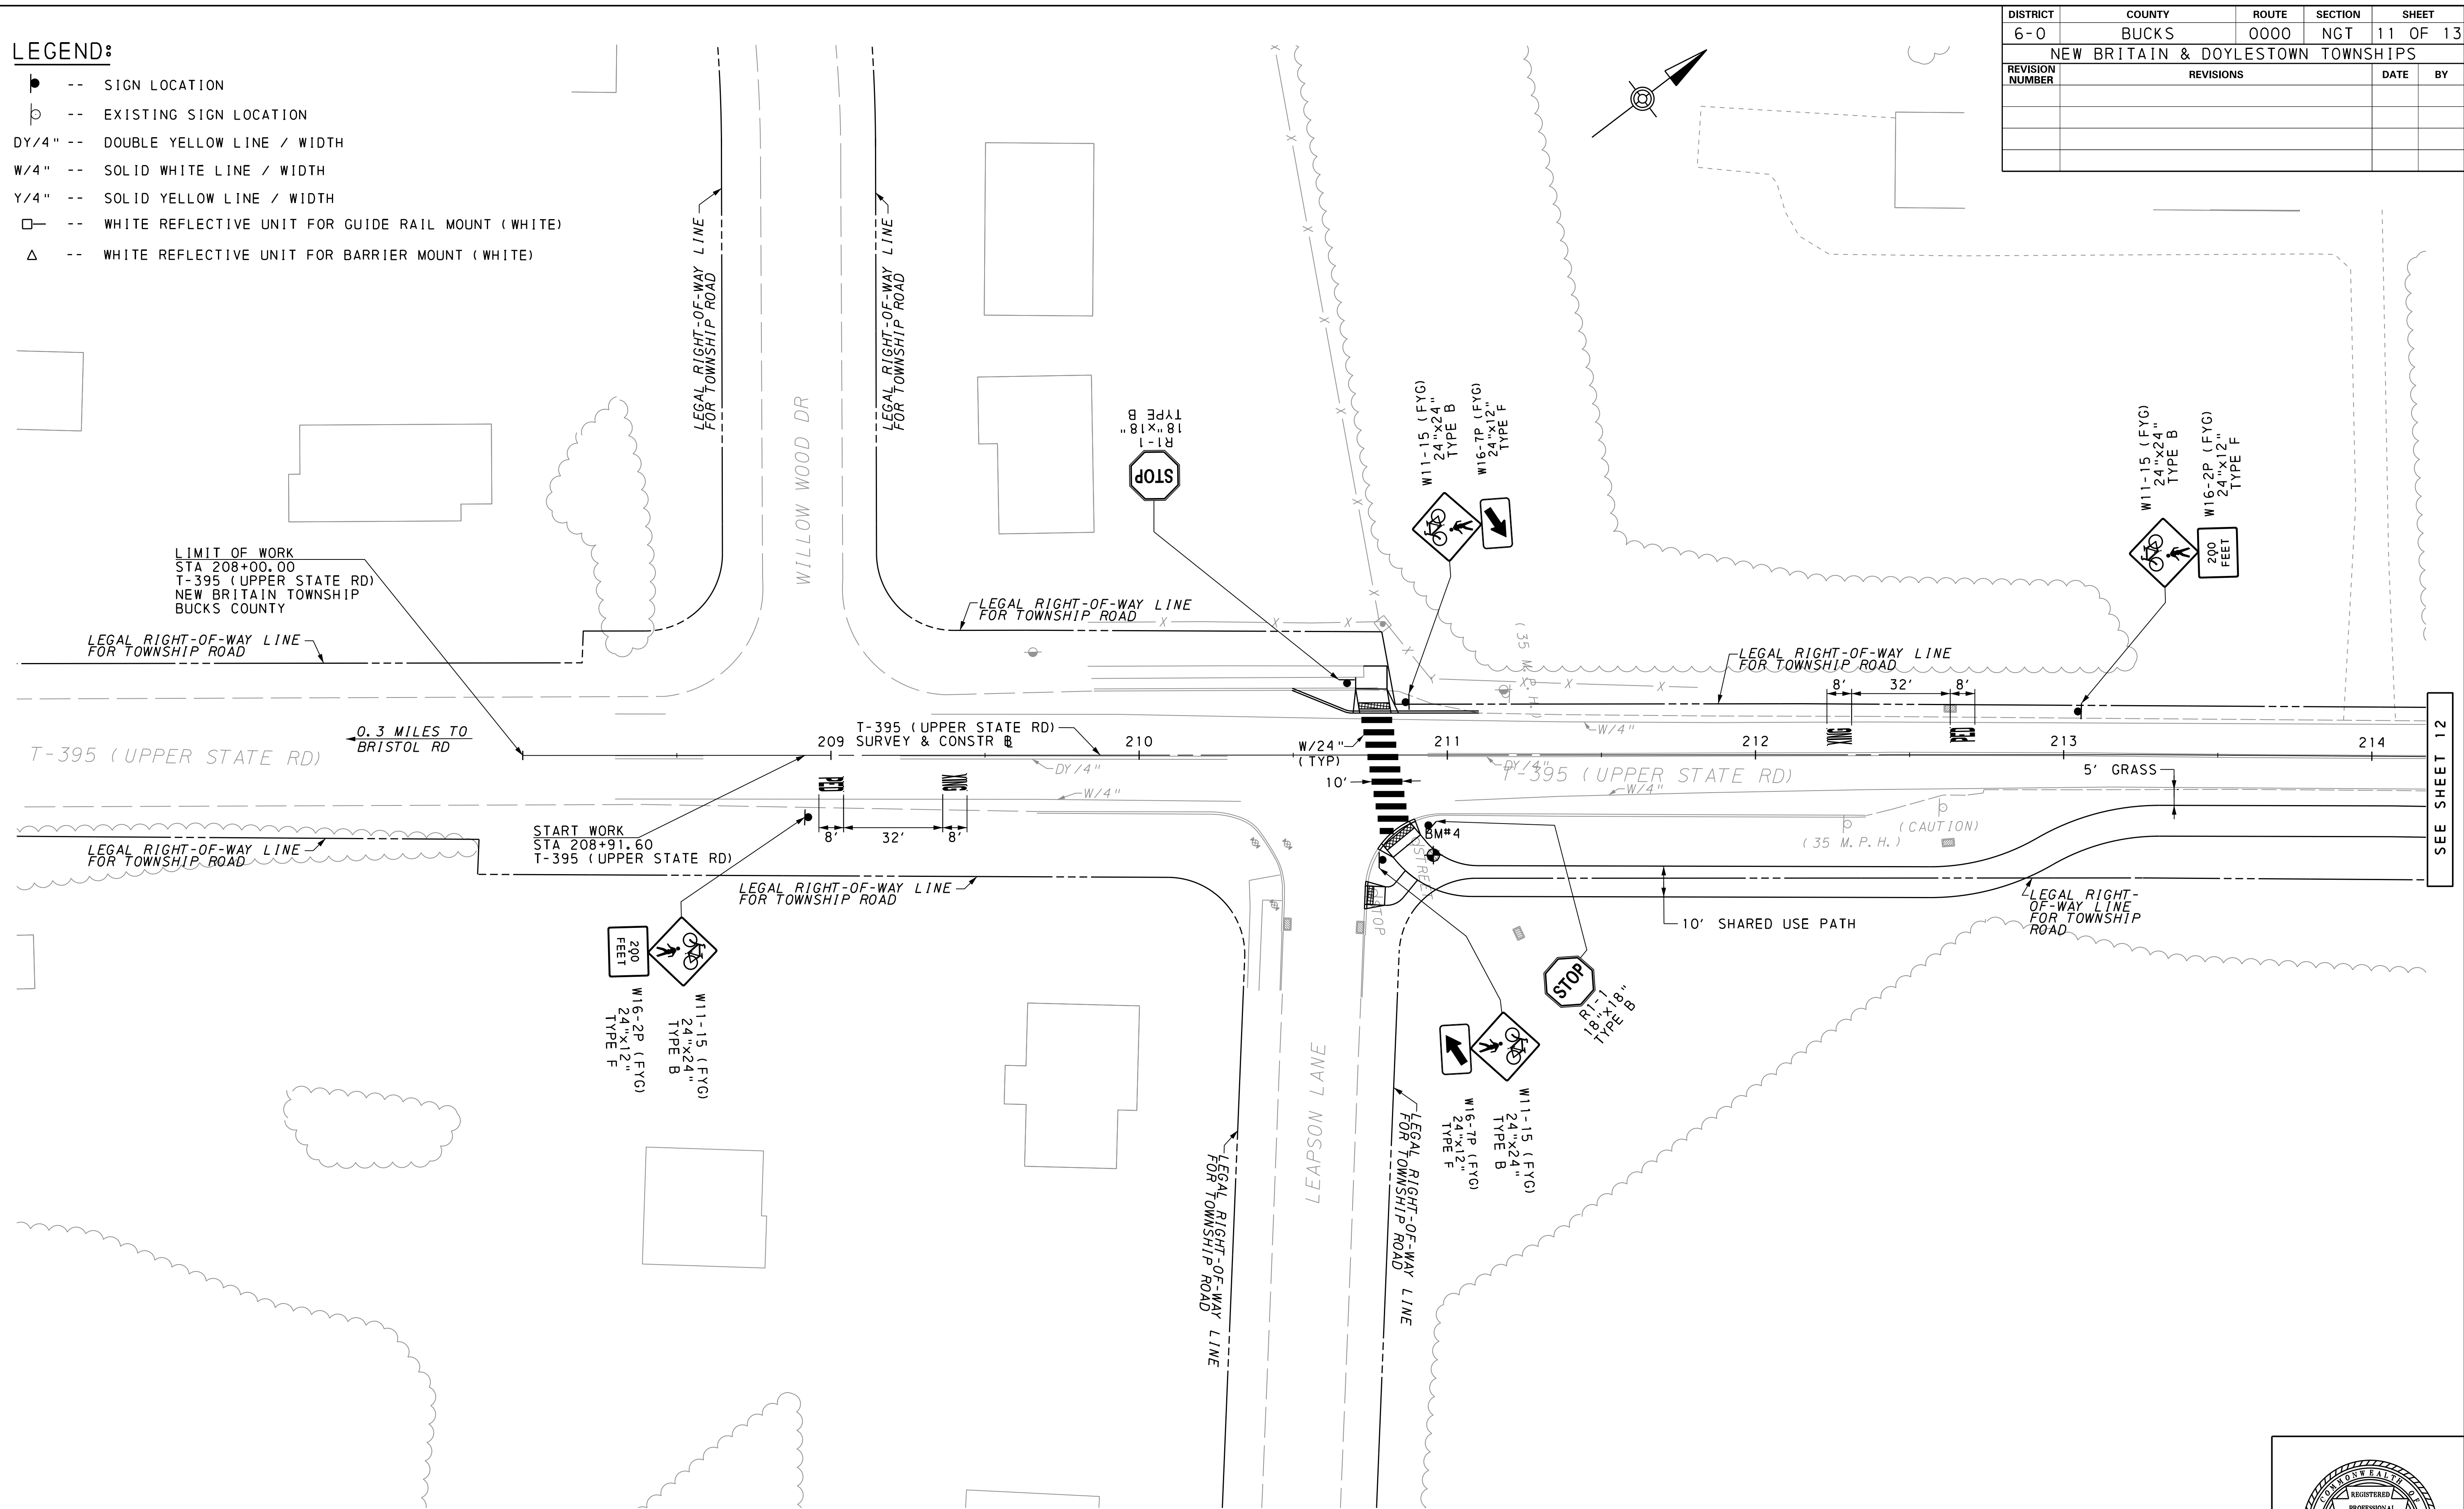 DISTRICT COUNTY ROUTE SECTION SHEET
6-0 BUCKS 0000 NGT 11 OF 13
NEW BRITAIN & DOYLESTOWN TOWNSHIPS
REVISION NUMBER REVISIONS DATE BY
LEGEND:
-- SIGN LOCATION
-- EXISTING SIGN LOCATION
DY/4" -- DOUBLE YELLOW LINE / WIDTH
W/4" -- SOLID WHITE LINE / WIDTH
Y/4" -- SOLID YELLOW LINE / WIDTH
-- WHITE REFLECTIVE UNIT FOR GUIDE RAIL MOUNT (WHITE)
-- WHITE REFLECTIVE UNIT FOR BARRIER MOUNT (WHITE)
LEGAL RIGHT-OF-WAY LINE
FOR TOWNSHIP ROAD
LEGAL RIGHT-OF-WAY LINE
FOR TOWNSHIP ROAD
WILLOW WOOD DR
R1-1
18"x18"
TYPE B
STOP
W11-15 (FYG)
24"x24"
TYPE B
W16-7P (FYG)
24"x12"
TYPE F
W11-15 (FYG)
24"x24"
TYPE B
W16-2P (FYG)
24"x12"
TYPE F
200
FEET
LIMIT OF WORK
STA 208+00.00
T-395 (UPPER STATE RD)
NEW BRITAIN TOWNSHIP
BUCKS COUNTY
LEGAL RIGHT-OF-WAY LINE
FOR TOWNSHIP ROAD
LEGAL RIGHT-OF-WAY LINE
FOR TOWNSHIP ROAD
(35 M.P.H.)
LEGAL RIGHT-OF-WAY LINE
FOR TOWNSHIP ROAD
8' 32' 8'
XING PED
W/4"
T-395 (UPPER STATE RD)
0.3 MILES TO
BRISTOL RD
T-395 (UPPER STATE RD)
SURVEY & CONSTR BL
209 210 211 212 213 214
DY/4"
W/24"
(TYP)
10'
DY/4"
T-395 (UPPER STATE RD)
W/4"
W/4"
5' GRASS
SEE SHEET 12
PED XING
8' 32' 8'
START WORK
STA 208+91.60
T-395 (UPPER STATE RD)
LEGAL RIGHT-OF-WAY LINE
FOR TOWNSHIP ROAD
LEGAL RIGHT-OF-WAY LINE
FOR TOWNSHIP ROAD
BM#4
(STREET)
STOP
(35 M.P.H.)
(CAUTION)
10' SHARED USE PATH
LEGAL RIGHT-
OF-WAY LINE
FOR TOWNSHIP
ROAD
200
FEET
W11-15 (FYG)
24"x24"
TYPE B
W16-2P (FYG)
24"x12"
TYPE F
STOP
R1-1
18"x18"
TYPE B
W11-15 (FYG)
24"x24"
TYPE B
W16-7P (FYG)
24"x12"
TYPE F
LEAPSON LANE
LEGAL RIGHT-OF-WAY LINE
FOR TOWNSHIP ROAD
LEGAL RIGHT-OF-WAY LINE
FOR TOWNSHIP ROAD
COMMONWEALTH OF
REGISTERED
PROFESSIONAL